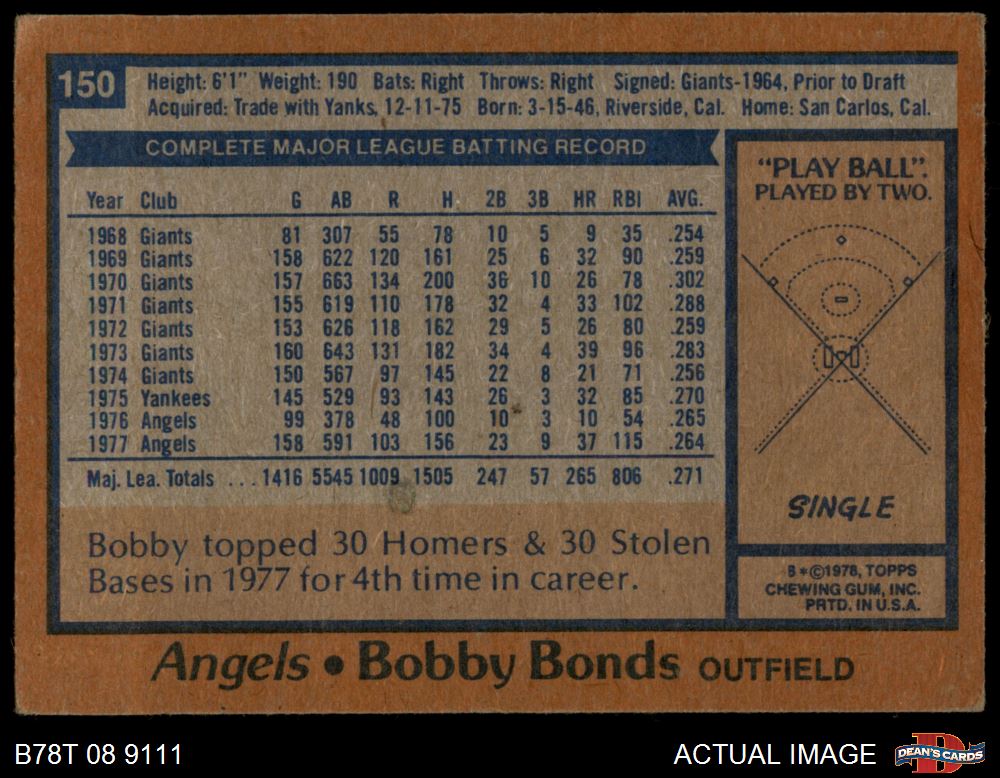 150
Height: 6'1" Weight: 190 Bats: Right Throws: Right Signed: Giants-1964, Prior to Draft
Acquired: Trade with Yanks, 12-11-75 Born: 3-15-46, Riverside, Cal. Home: San Carlos, Cal.
COMPLETE MAJOR LEAGUE BATTING RECORD
Year Club G AB R H 2B 3B HR RBI AVG.
1968 Giants 81 307 55 78 10 5 9 35 .254
1969 Giants 158 622 120 161 25 6 32 90 .259
1970 Giants 157 663 134 200 36 10 26 78 .302
1971 Giants 155 619 110 178 32 4 33 102 .288
1972 Giants 153 626 118 162 29 5 26 80 .259
1973 Giants 160 643 131 182 34 4 39 96 .283
1974 Giants 150 567 97 145 22 8 21 71 .256
1975 Yankees 145 529 93 143 26 3 32 85 .270
1976 Angels 99 378 48 100 10 3 10 54 .265
1977 Angels 158 591 103 156 23 9 37 115 .264
Maj. Lea. Totals ... 1416 5545 1009 1505 247 57 265 806 .271
Bobby topped 30 Homers & 30 Stolen
Bases in 1977 for 4th time in career.
"PLAY BALL".
PLAYED BY TWO.
SINGLE
B*©1978, TOPPS
CHEWING GUM, INC.
PRTD. IN U.S.A.
Angels • Bobby Bonds OUTFIELD
B78T 08 9111
ACTUAL IMAGE
DEAN'S CARDS